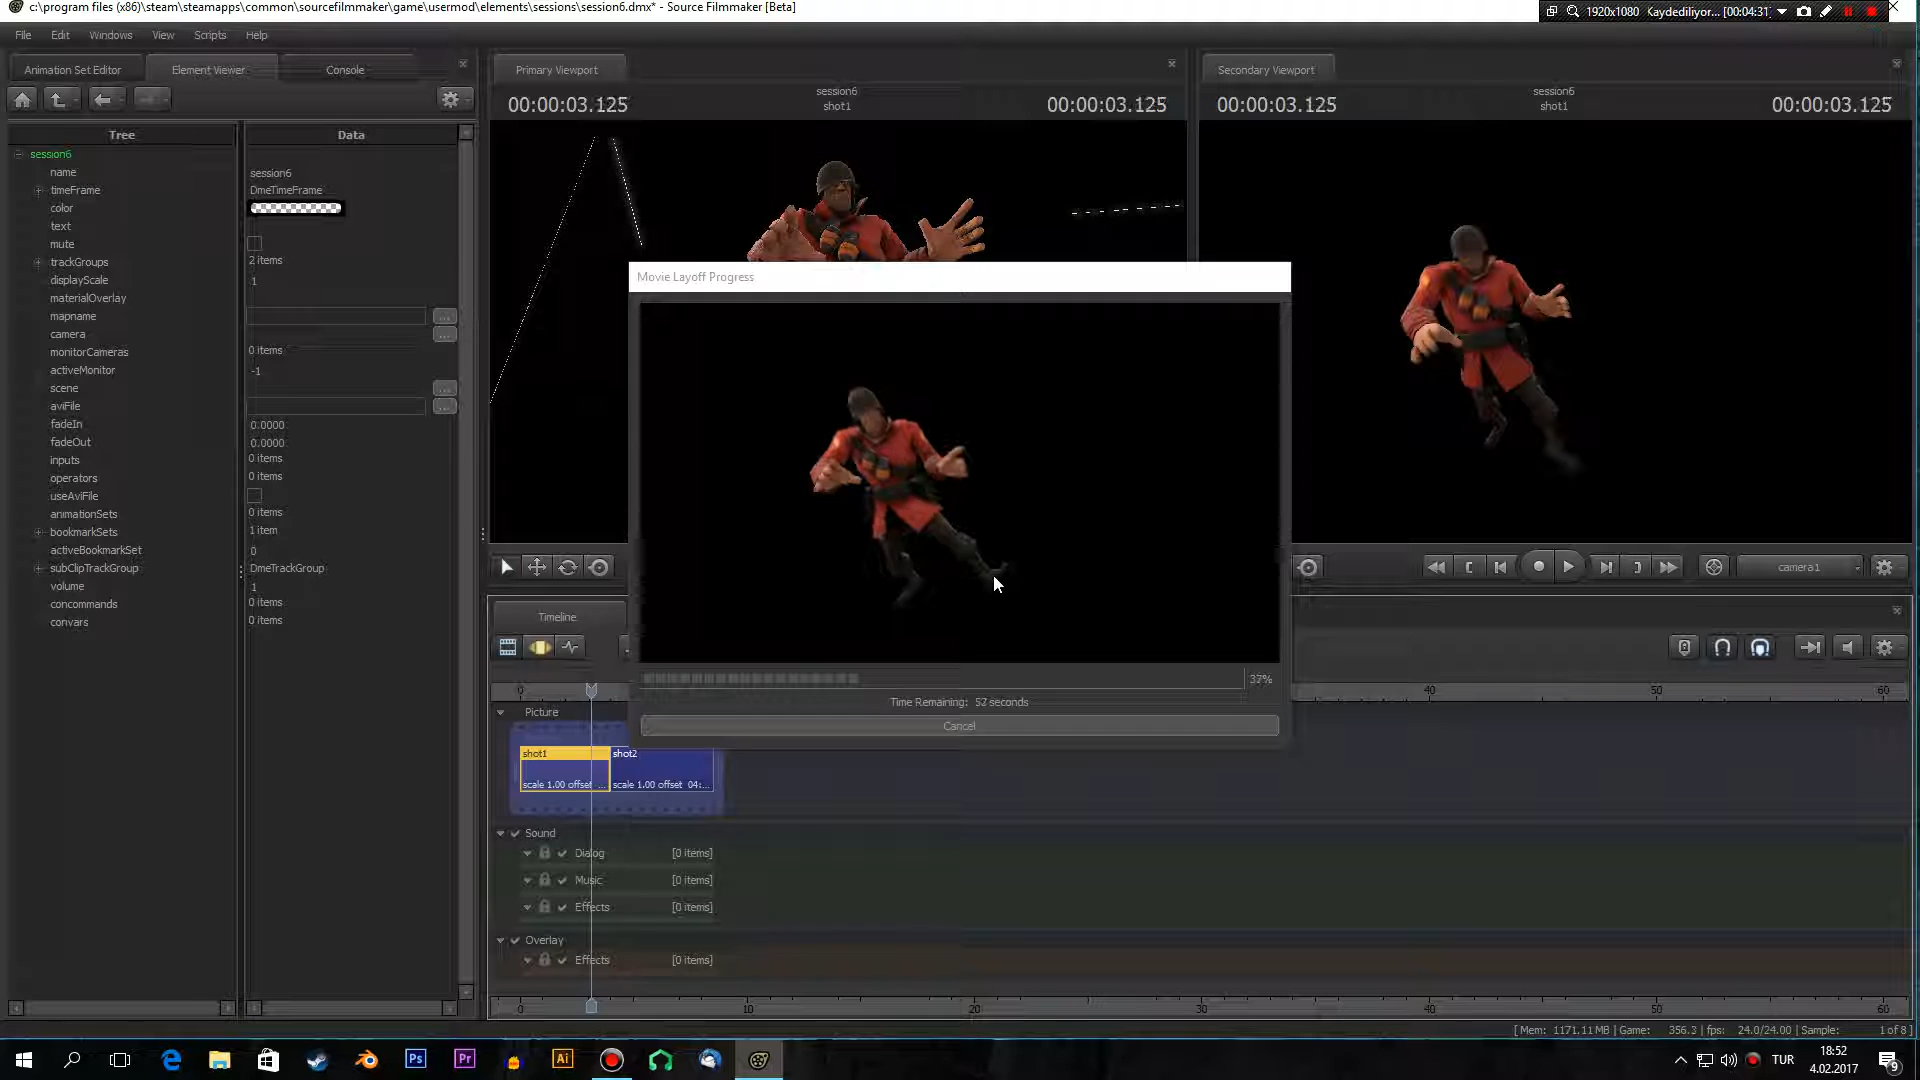 c:\program files (x86)\steam\steamapps\common\sourcefilmmaker\game\usermod\elements\sessions\session6.dmx* - Source Filmmaker [Beta]
1920x1080 Kaydediliyor... [00:04:31]
File Edit Windows View Scripts Help
Animation Set Editor Element Viewer Console
Primary Viewport
Secondary Viewport
00:00:03.125 session6 shot1 00:00:03.125
00:00:03.125 session6 shot1 00:00:03.125
Tree Data
session6
name session6
timeFrame DmeTimeFrame
color
text
mute
trackGroups 2 items
displayScale 1
materialOverlay
mapname ...
camera ...
monitorCameras 0 items
activeMonitor -1
scene ...
aviFile ...
fadeIn 0.0000
fadeOut 0.0000
inputs 0 items
operators 0 items
useAviFile
animationSets 0 items
bookmarkSets 1 item
activeBookmarkSet 0
subClipTrackGroup DmeTrackGroup
volume 1
concommands 0 items
convars 0 items
Movie Layoff Progress
37%
Time Remaining: 52 seconds
Cancel
camera1
Timeline
0 40 50 60
Picture
shot1 shot2
scale 1.00 offset ... scale 1.00 offset 04:...
Sound
Dialog [0 items]
Music [0 items]
Effects [0 items]
Overlay
Effects [0 items]
0 10 20 30 40 50 60
[ Mem: 1171.11 MB | Game: 356.3 | fps: 24.0/24.00 | Sample: 1 of 8 ]
Ps Pr Ai
TUR
18:52
4.02.2017
9